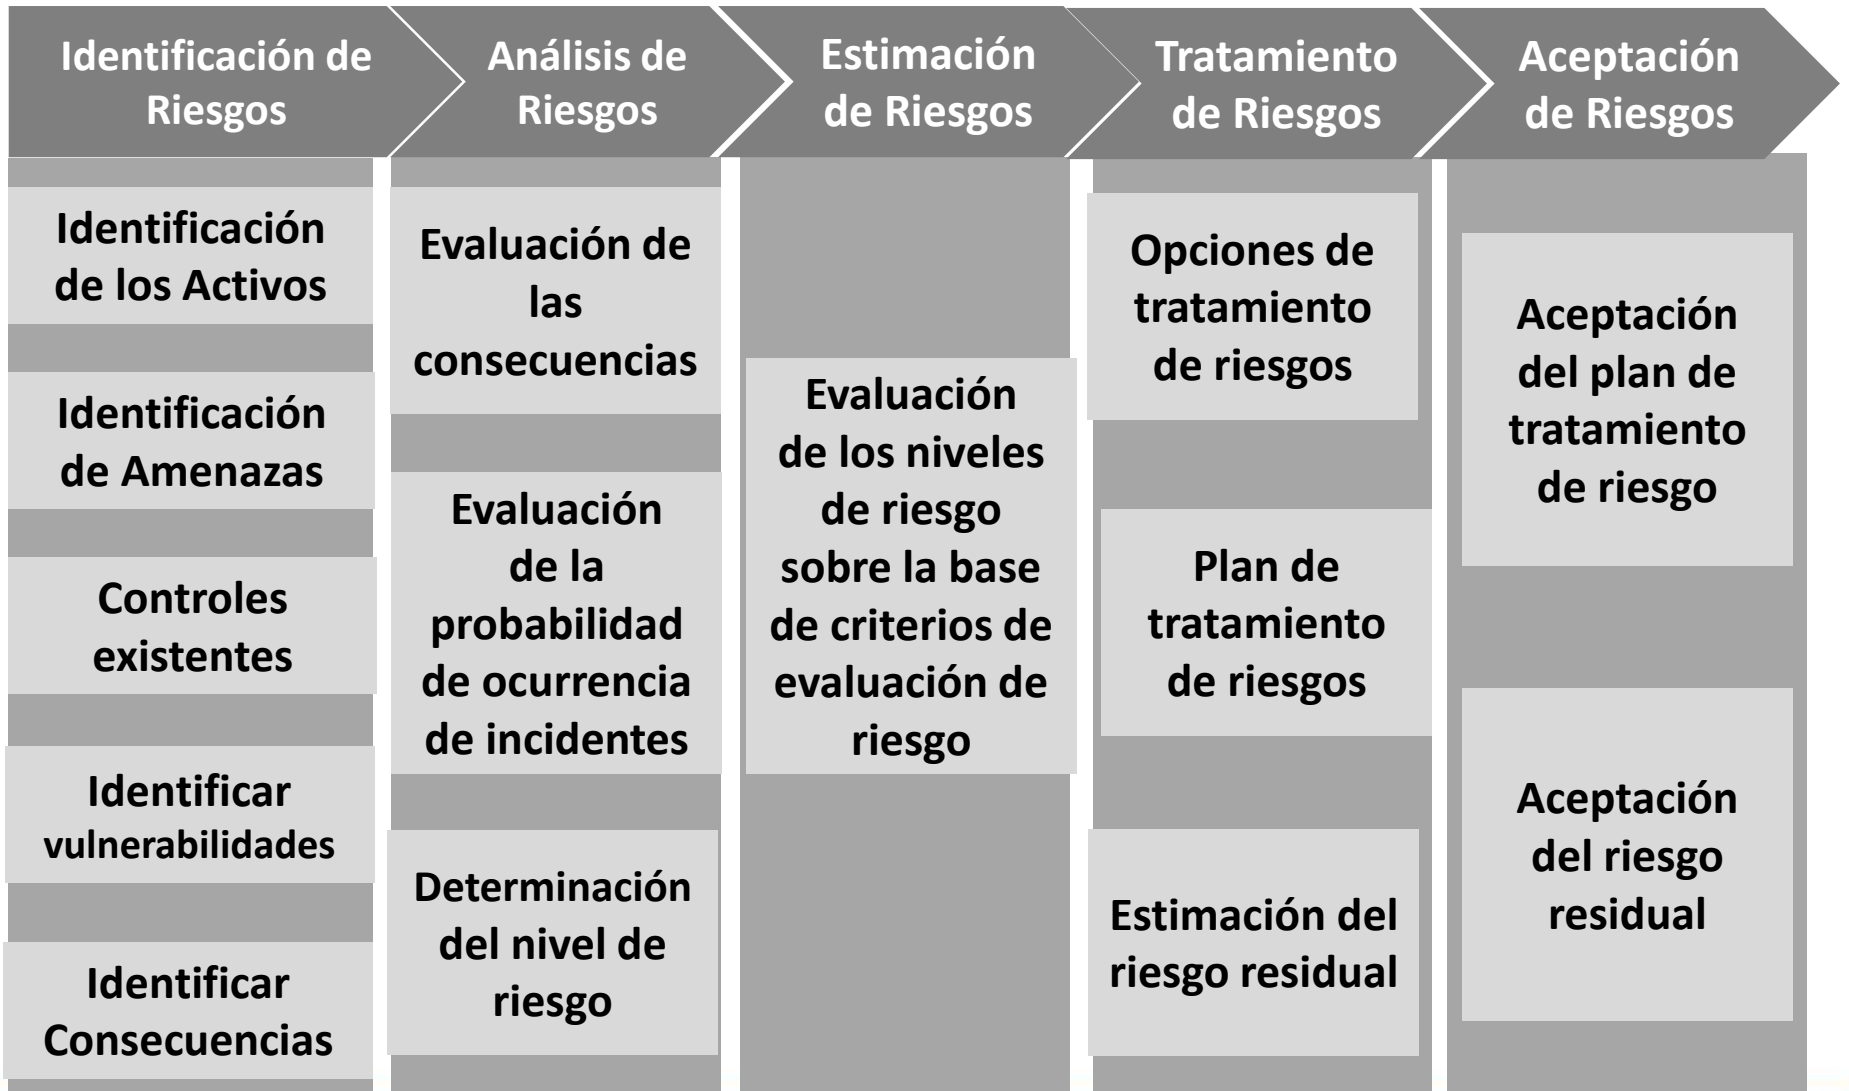 Identificación de
Riesgos
Análisis de
Riesgos
Estimación
de Riesgos
Tratamiento
de Riesgos
Aceptación
de Riesgos
Identificación
de los Activos
Identificación
de Amenazas
Controles
existentes
Identificar
vulnerabilidades
Identificar
Consecuencias
Evaluación de
las
consecuencias
Evaluación
de la
probabilidad
de ocurrencia
de incidentes
Determinación
del nivel de
riesgo
Evaluación
de los niveles
de riesgo
sobre la base
de criterios de
evaluación de
riesgo
Opciones de
tratamiento
de riesgos
Plan de
tratamiento
de riesgos
Estimación del
riesgo residual
Aceptación
del plan de
tratamiento
de riesgo
Aceptación
del riesgo
residual